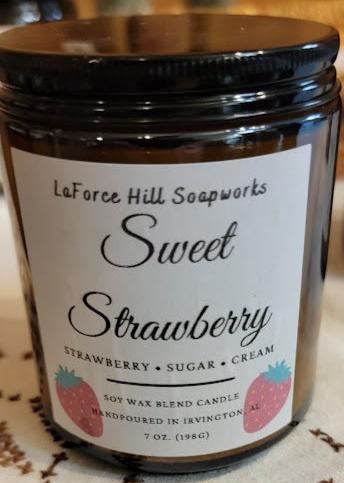 LaForce Hill Soapworks
Sweet
Strawberry
STRAWBERRY • SUGAR • CREAM
SOY WAX BLEND CANDLE
HANDPOURED IN IRVINGTON, AL
7 OZ. (198G)